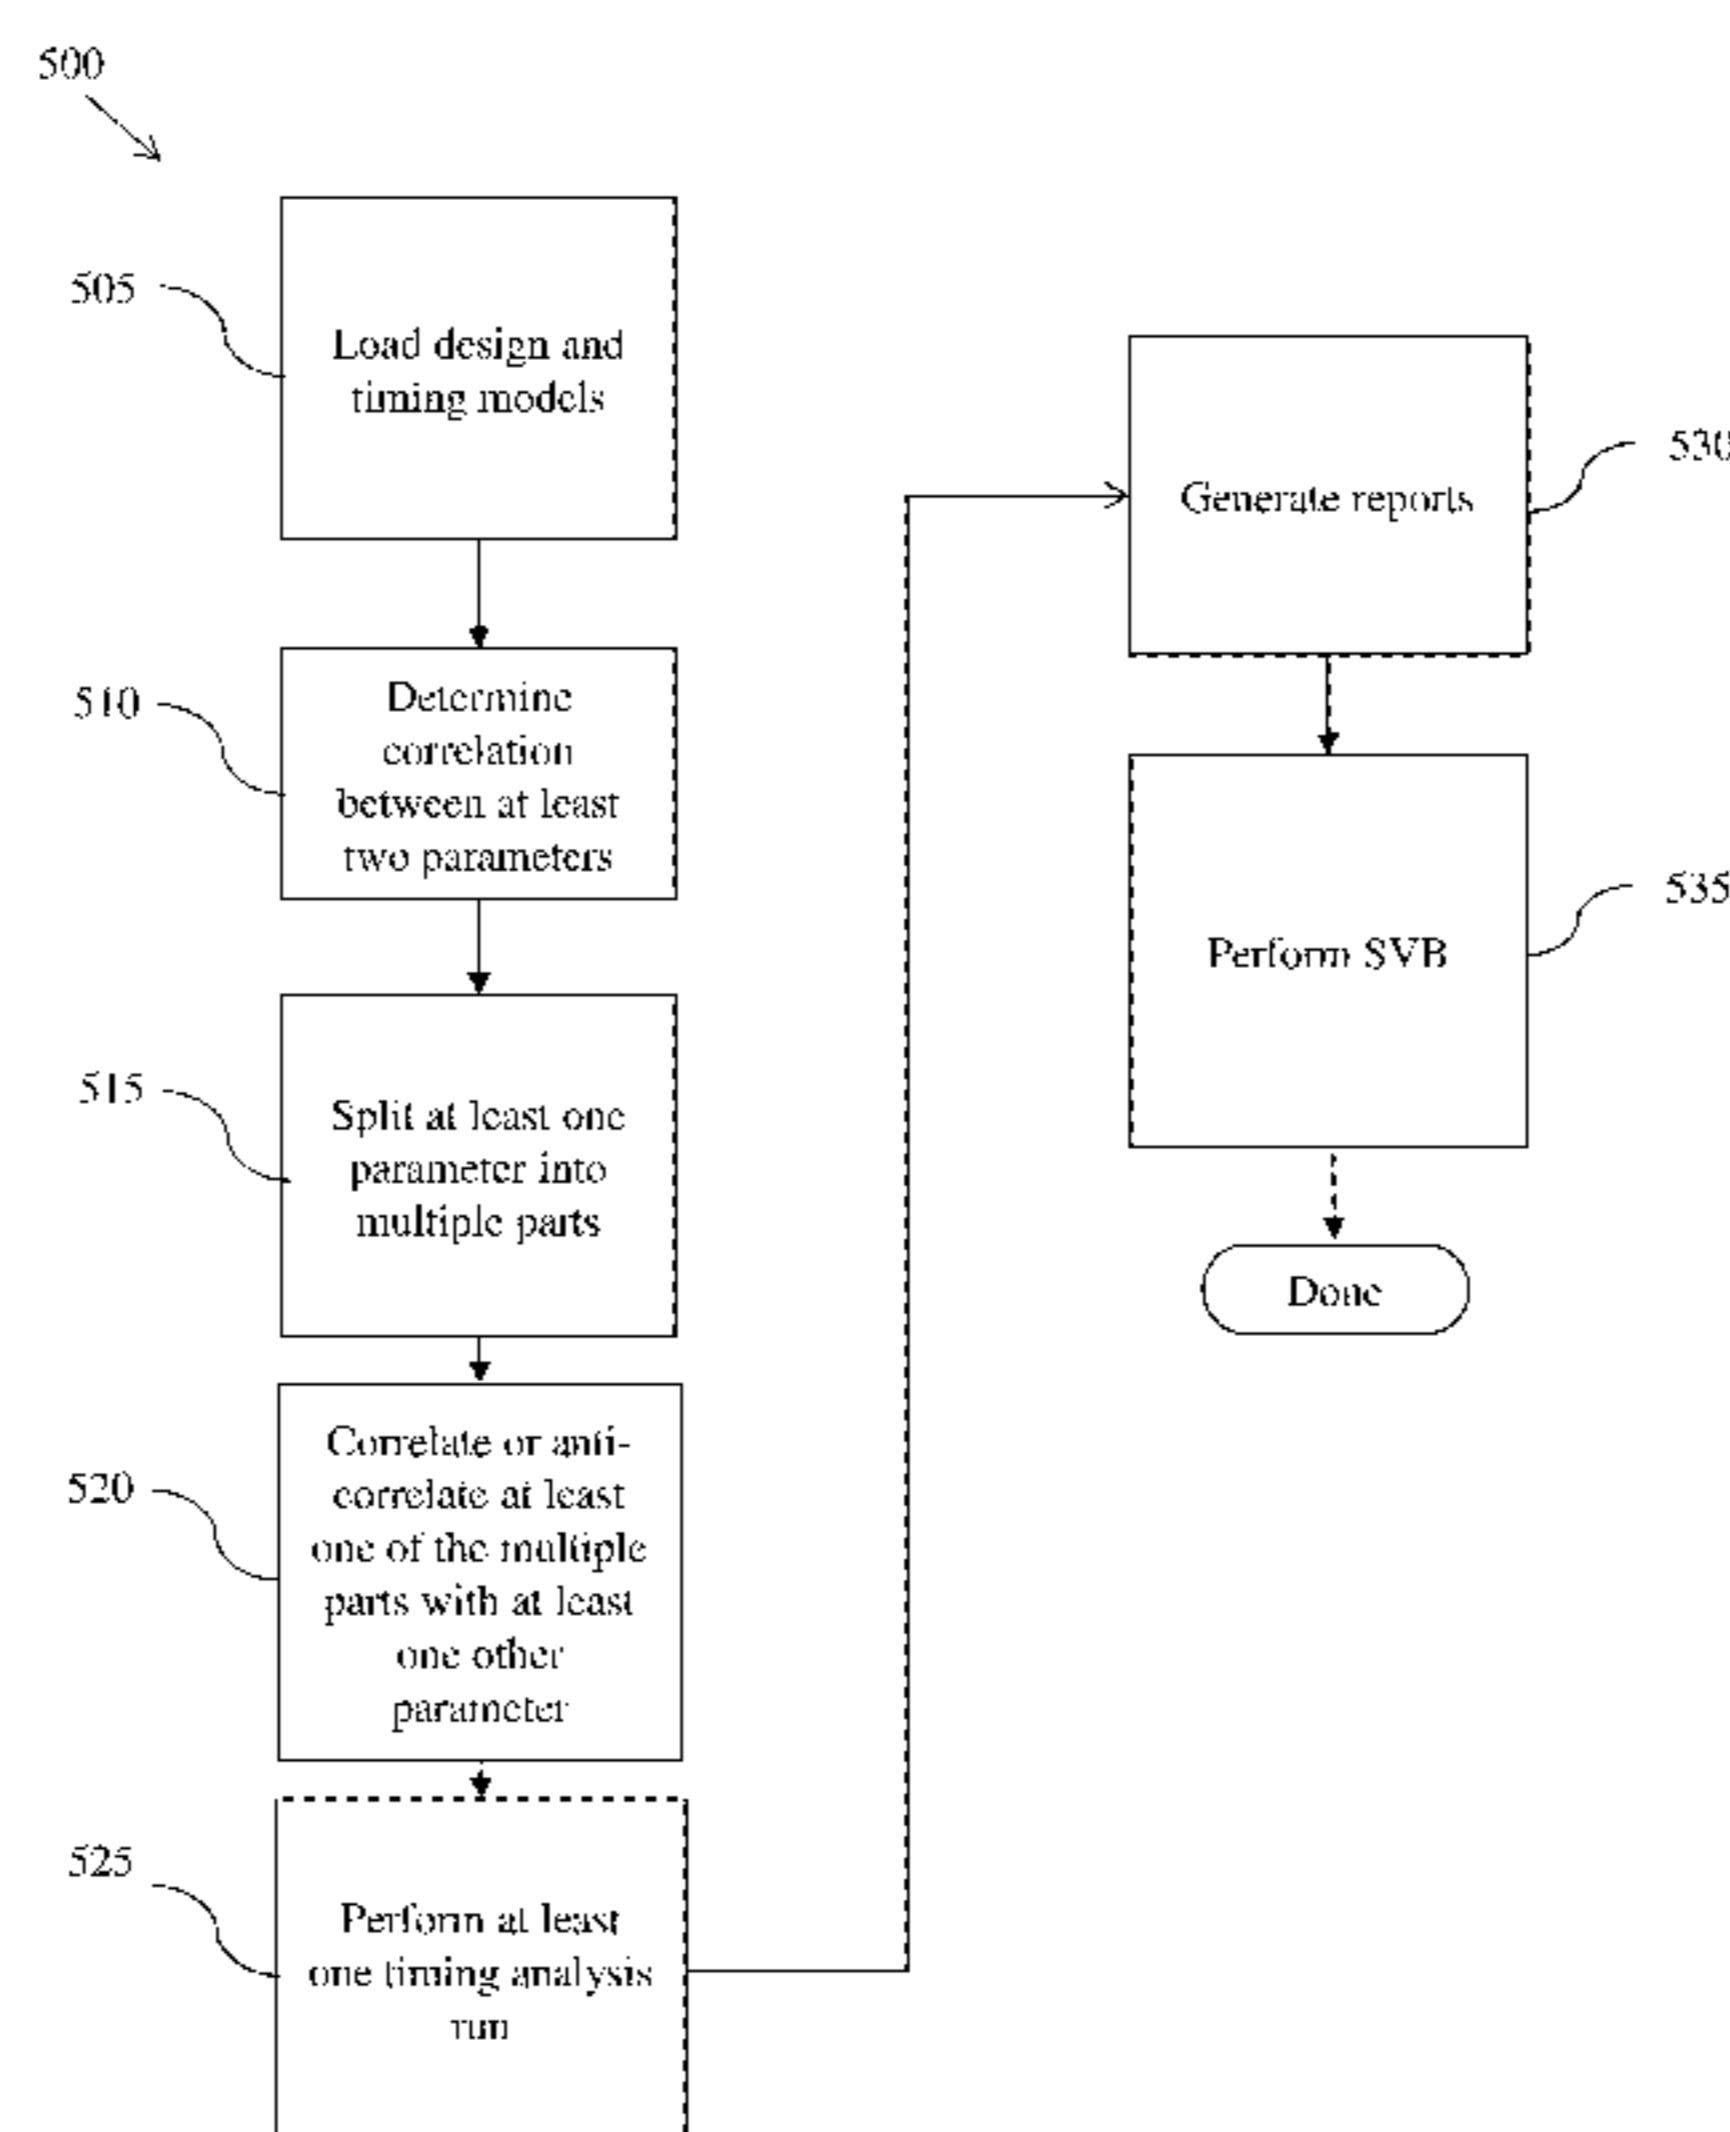 500
505
Load design and
timing models
510
Determine
correlation
between at least
two parameters
515
Split at least one
parameter into
multiple parts
520
Correlate or anti-
correlate at least
one of the multiple
parts with at least
one other
parameter
525
Perform at least
one timing analysis
run
530
Generate reports
535
Perform SVB
Done